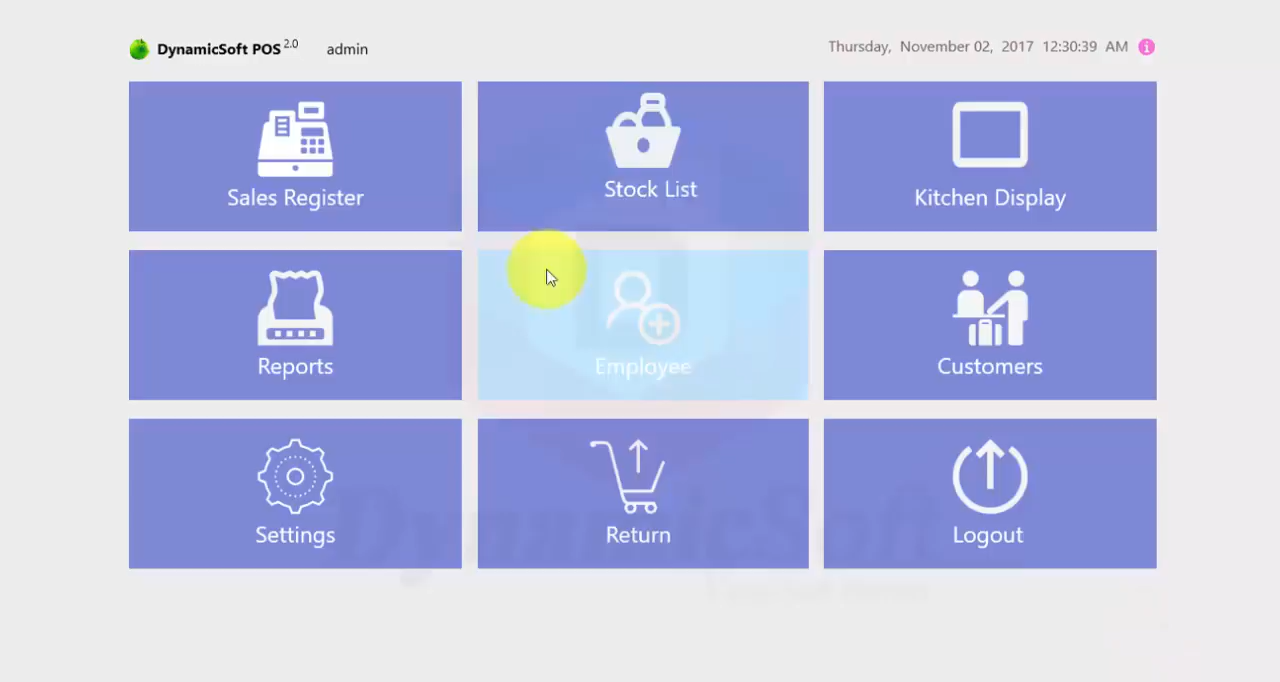 DynamicSoft POS 2.0 admin
Thursday, November 02, 2017 12:30:39 AM
Sales Register
Stock List
Kitchen Display
Reports
Employee
Customers
Settings
Return
Logout
DynamicSoft